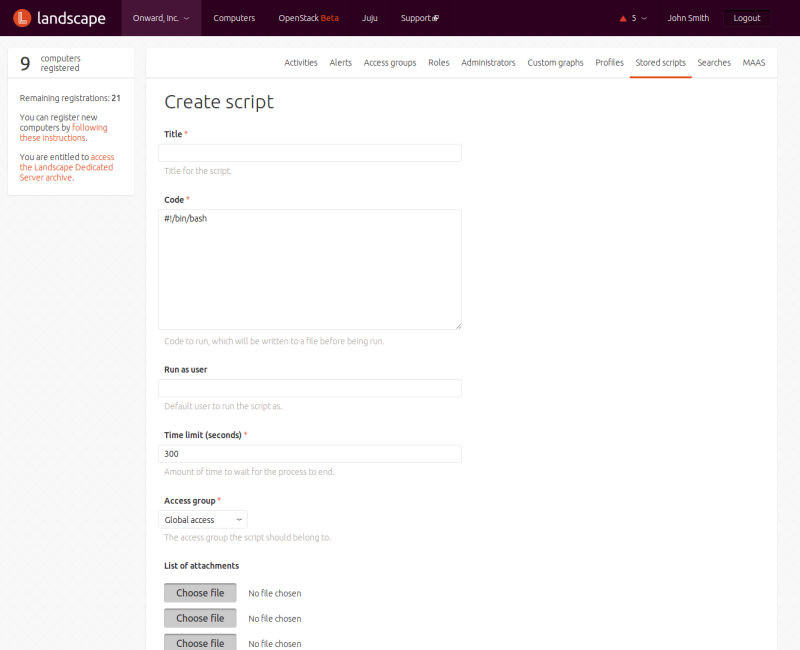 landscape
Onward, Inc.
Computers
OpenStack Beta
Juju
Support
5
John Smith
Logout
9 computers
registered
Remaining registrations: 21
You can register new
computers by following
these instructions.
You are entitled to access
the Landscape Dedicated
Server archive.
Activities
Alerts
Access groups
Roles
Administrators
Custom graphs
Profiles
Stored scripts
Searches
MAAS
Create script
Title *
Title for the script.
Code *
#!/bin/bash
Code to run, which will be written to a file before being run.
Run as user
Default user to run the script as.
Time limit (seconds) *
300
Amount of time to wait for the process to end.
Access group *
Global access
The access group the script should belong to.
List of attachments
Choose file No file chosen
Choose file No file chosen
Choose file No file chosen